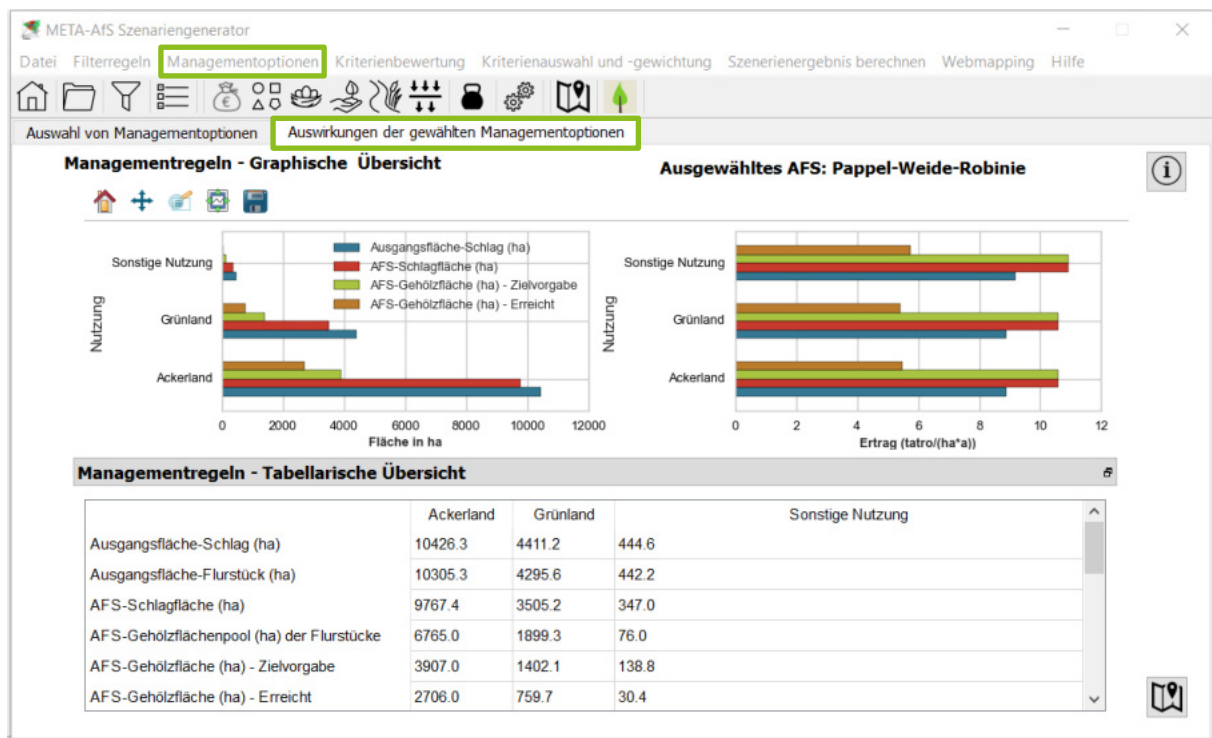 META-AfS Szenariengenerator
Datei Filterregeln Managementoptionen Kriterienbewertung Kriterienauswahl und -gewichtung Szenerienergebnis berechnen Webmapping Hilfe
Auswahl von Managementoptionen Auswirkungen der gewählten Managementoptionen
Managementregeln - Graphische Übersicht
Ausgewähltes AFS: Pappel-Weide-Robinie
i
Nutzung
Sonstige Nutzung
Grünland
Ackerland
Ausgangsfläche-Schlag (ha)
AFS-Schlagfläche (ha)
AFS-Gehölzfläche (ha) - Zielvorgabe
AFS-Gehölzfläche (ha) - Erreicht
0 2000 4000 6000 8000 10000 12000
Fläche in ha
Nutzung
Sonstige Nutzung
Grünland
Ackerland
0 2 4 6 8 10 12
Ertrag (tatro/(ha*a))
Managementregeln - Tabellarische Übersicht
Ackerland Grünland Sonstige Nutzung
Ausgangsfläche-Schlag (ha) 10426.3 4411.2 444.6
Ausgangsfläche-Flurstück (ha) 10305.3 4295.6 442.2
AFS-Schlagfläche (ha) 9767.4 3505.2 347.0
AFS-Gehölzflächenpool (ha) der Flurstücke 6765.0 1899.3 76.0
AFS-Gehölzfläche (ha) - Zielvorgabe 3907.0 1402.1 138.8
AFS-Gehölzfläche (ha) - Erreicht 2706.0 759.7 30.4